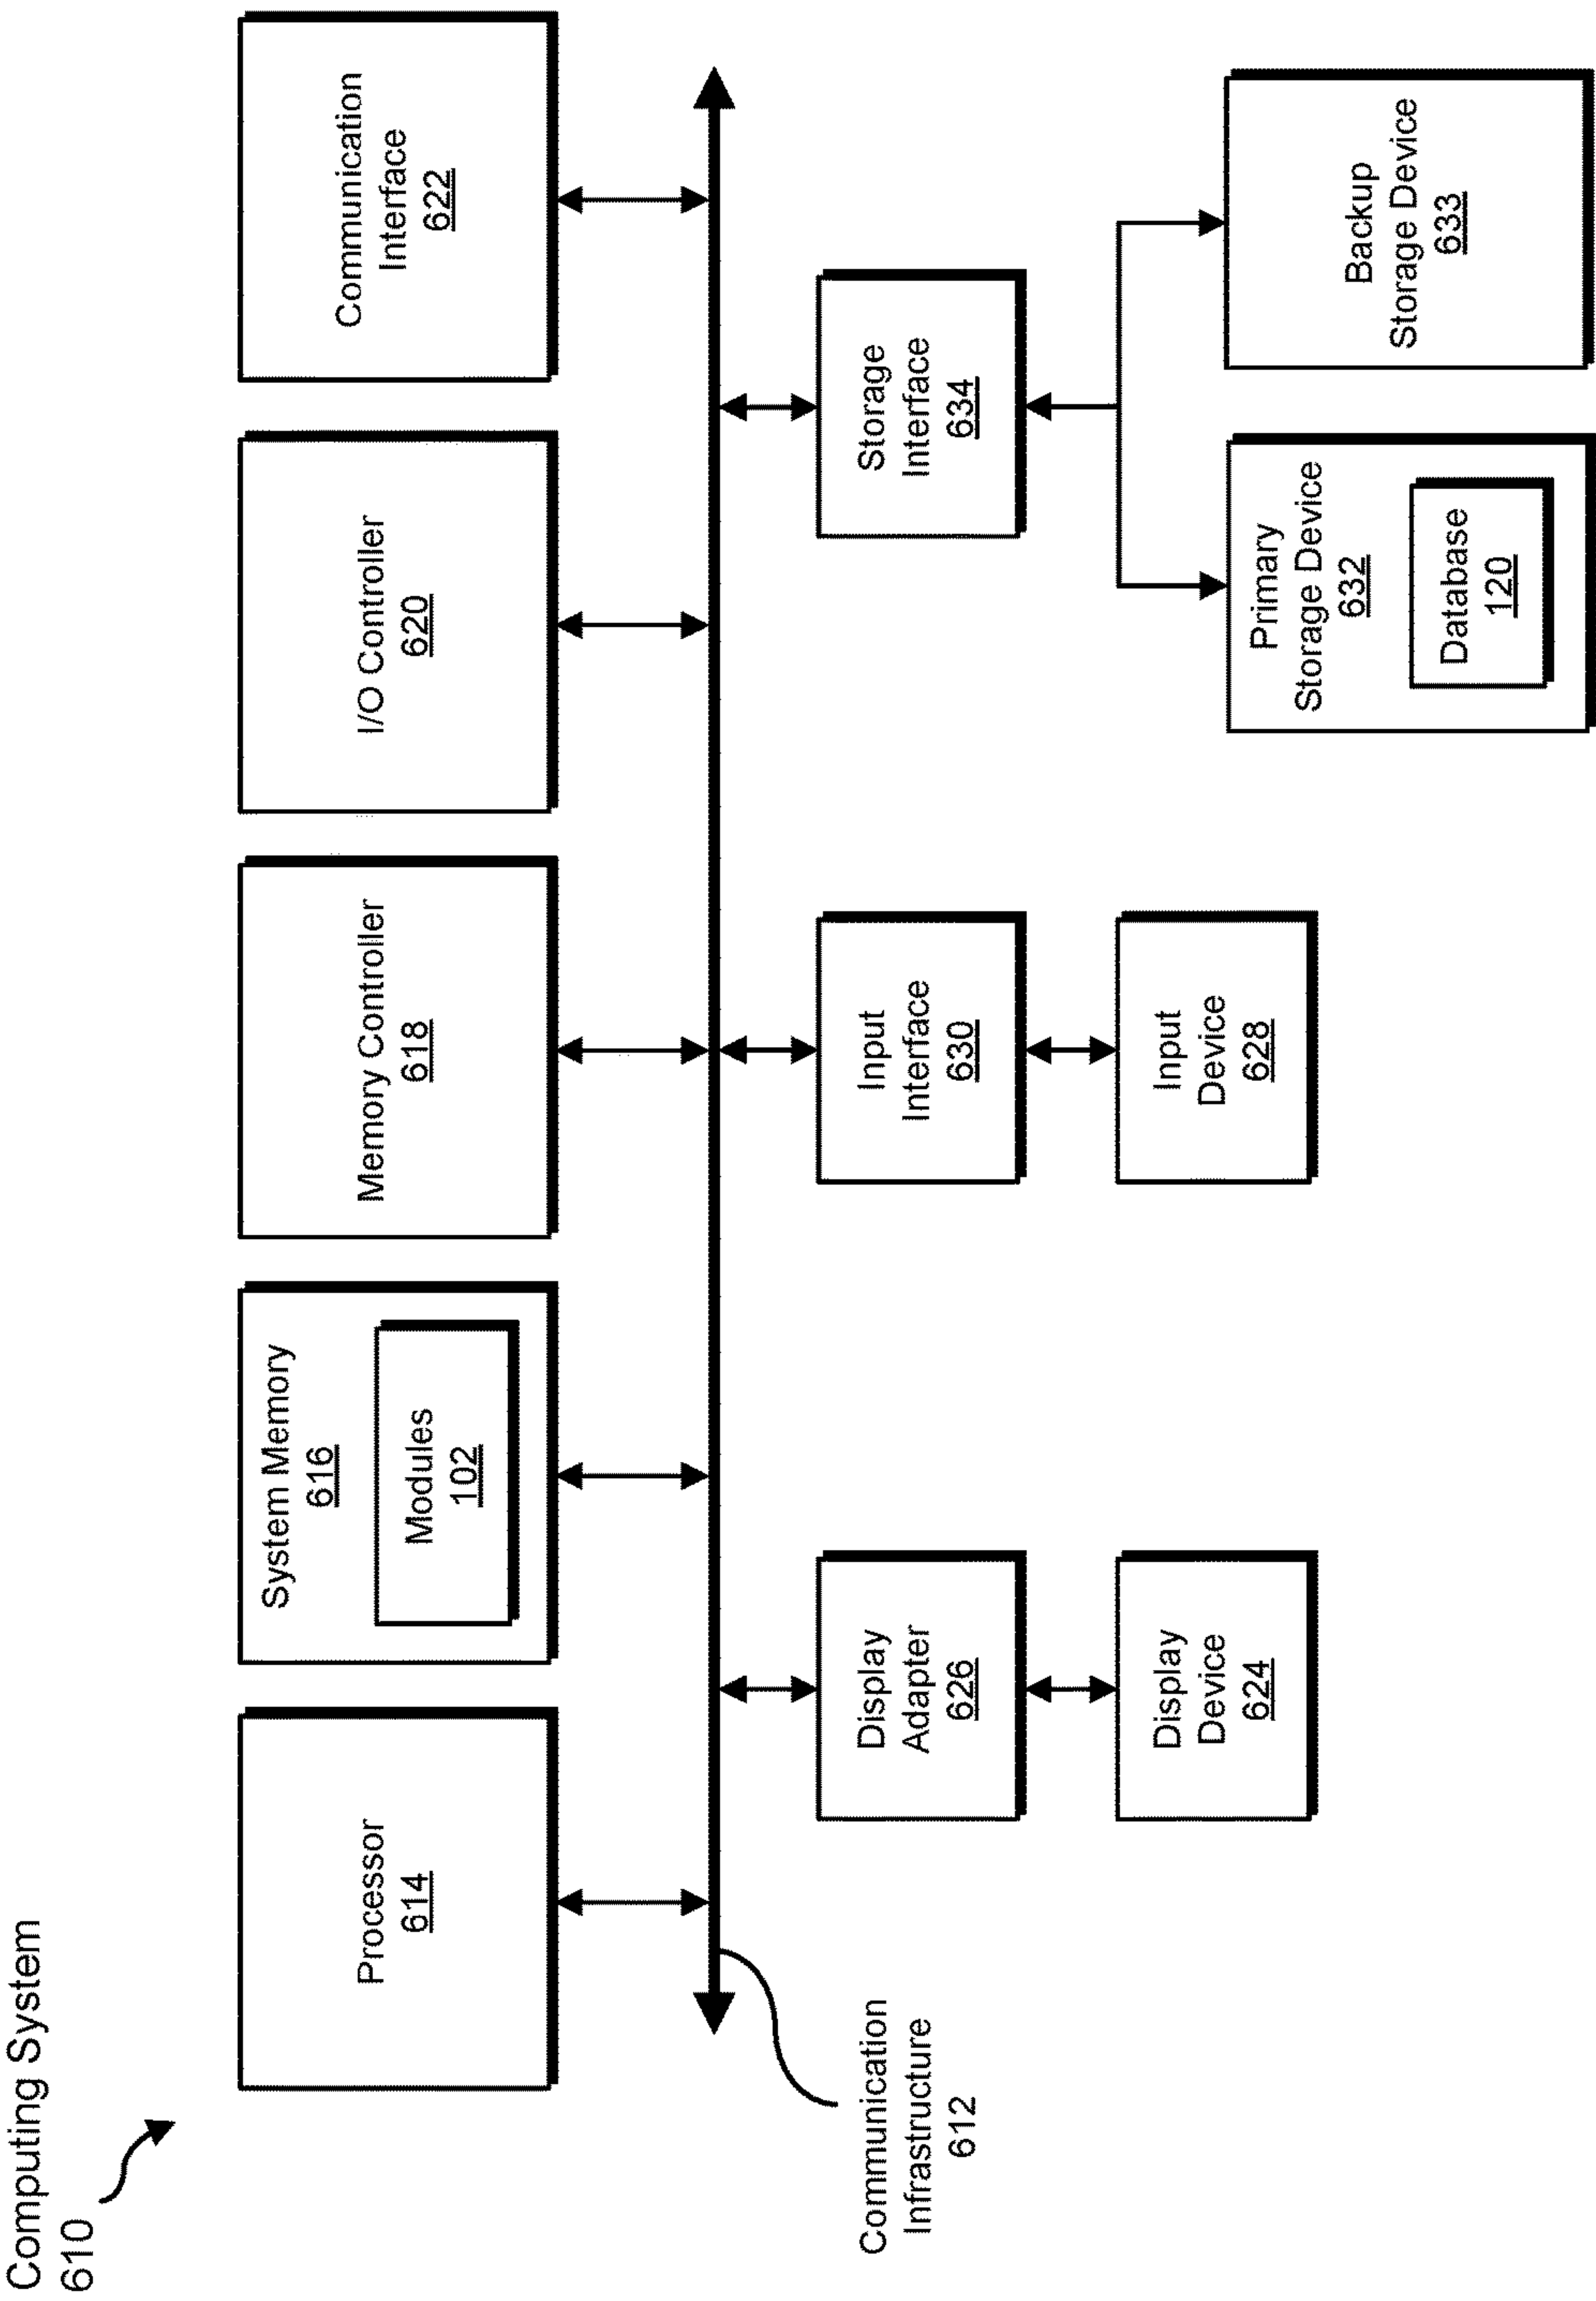 Computing System
610
Processor
614
System Memory
616
Modules
102
Memory Controller
618
I/O Controller
620
Communication
Interface
622
Communication
Infrastructure
612
Display
Adapter
626
Input
Interface
630
Storage
Interface
634
Display
Device
624
Input
Device
628
Primary
Storage Device
632
Database
120
Backup
Storage Device
633